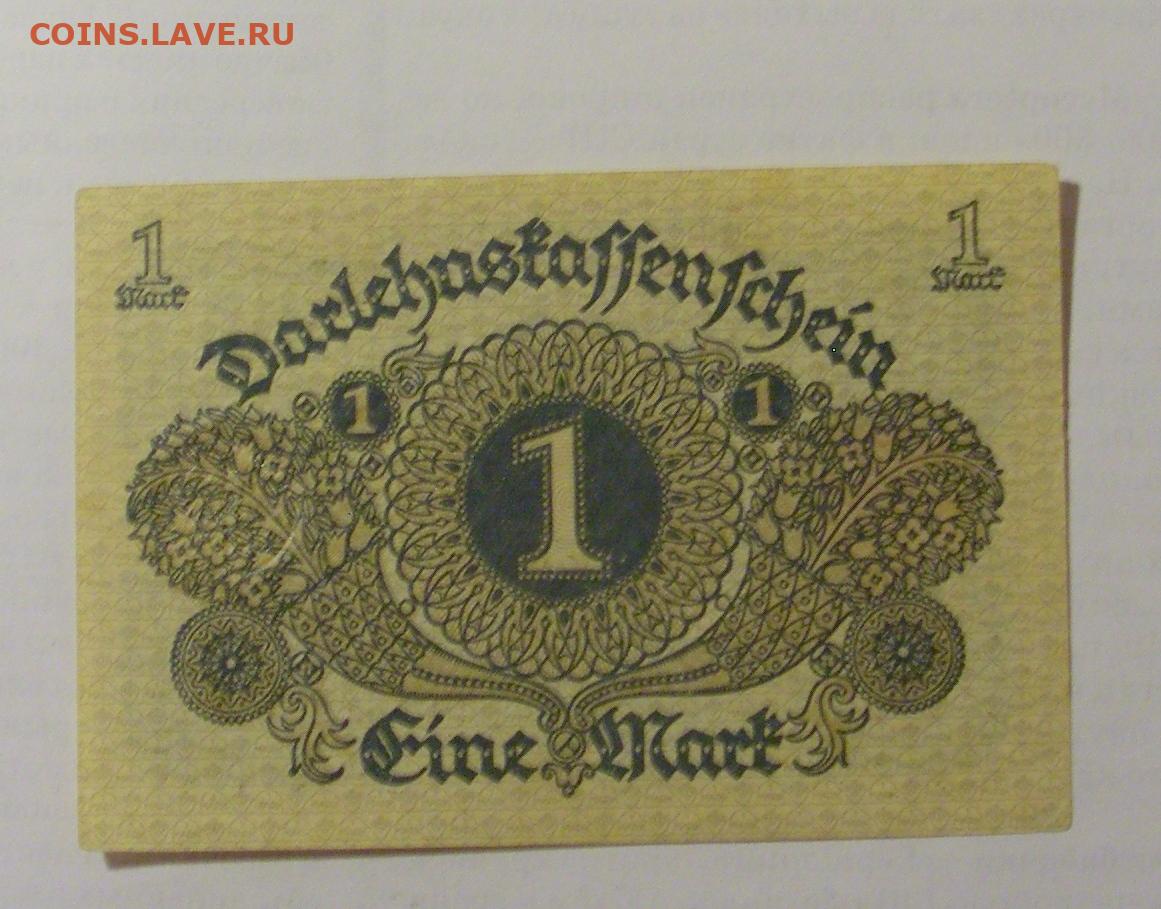 COINS.LAVE.RU
1
Mark
1
Mark
Darlehnskassenschein
1
1
1
Eine Mark